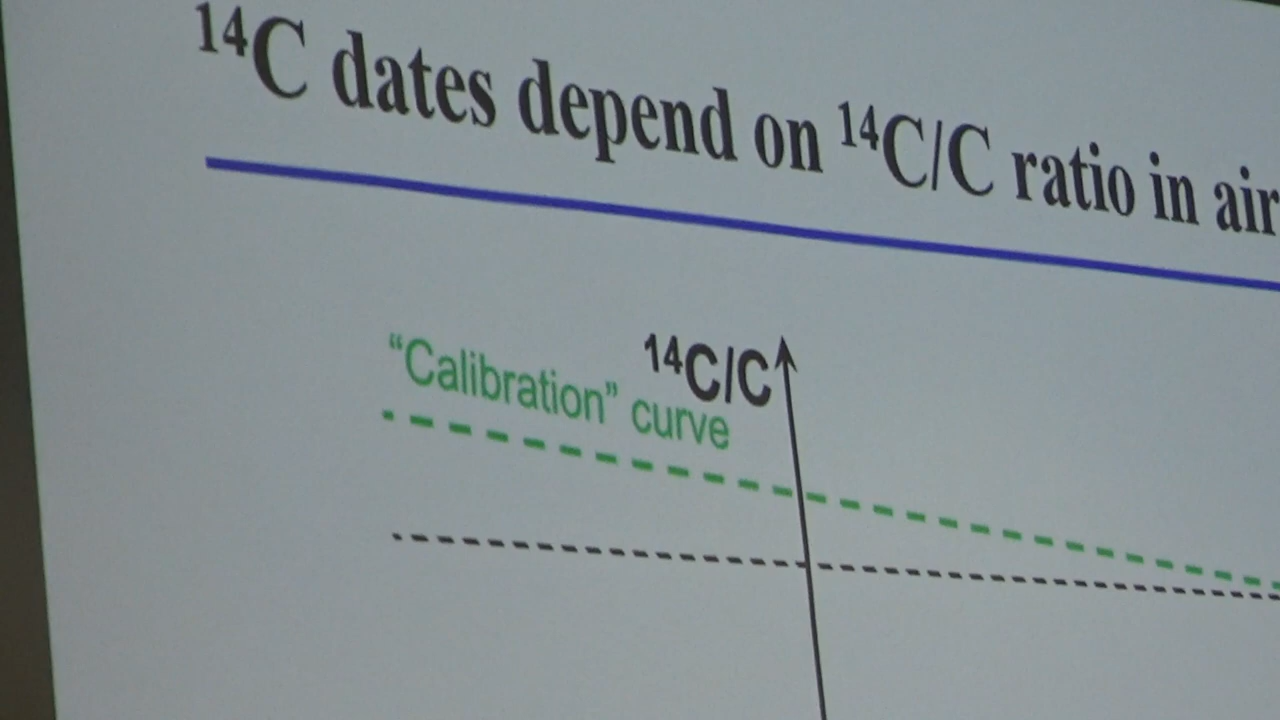 ¹⁴C dates depend on ¹⁴C/C ratio in air
¹⁴C/C
“Calibration” curve